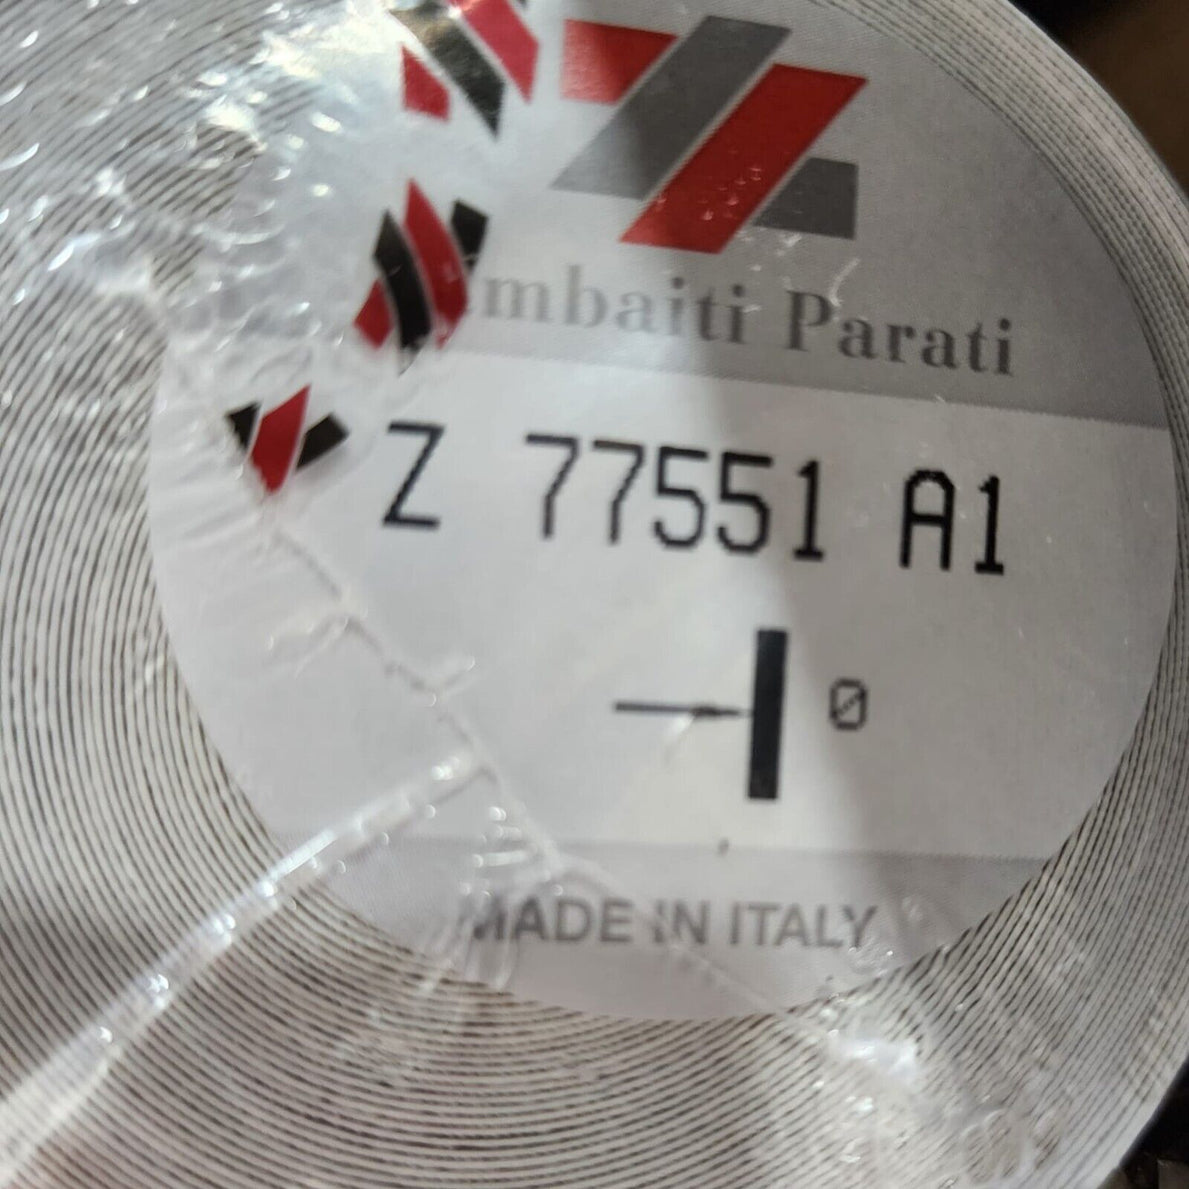 mbaiti Parati
Z 77551 A1
0
MADE IN ITALY